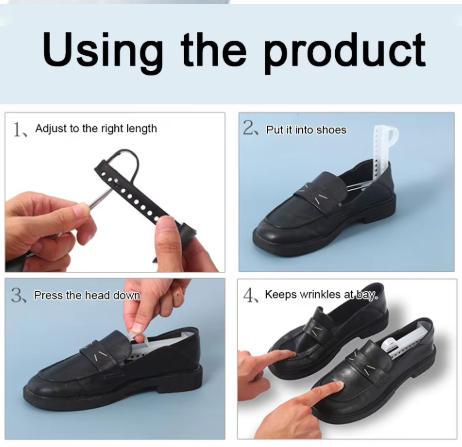 Using the product
1、 Adjust to the right length
2、 Put it into shoes
3、 Press the head down
4、 Keeps wrinkles at bay。